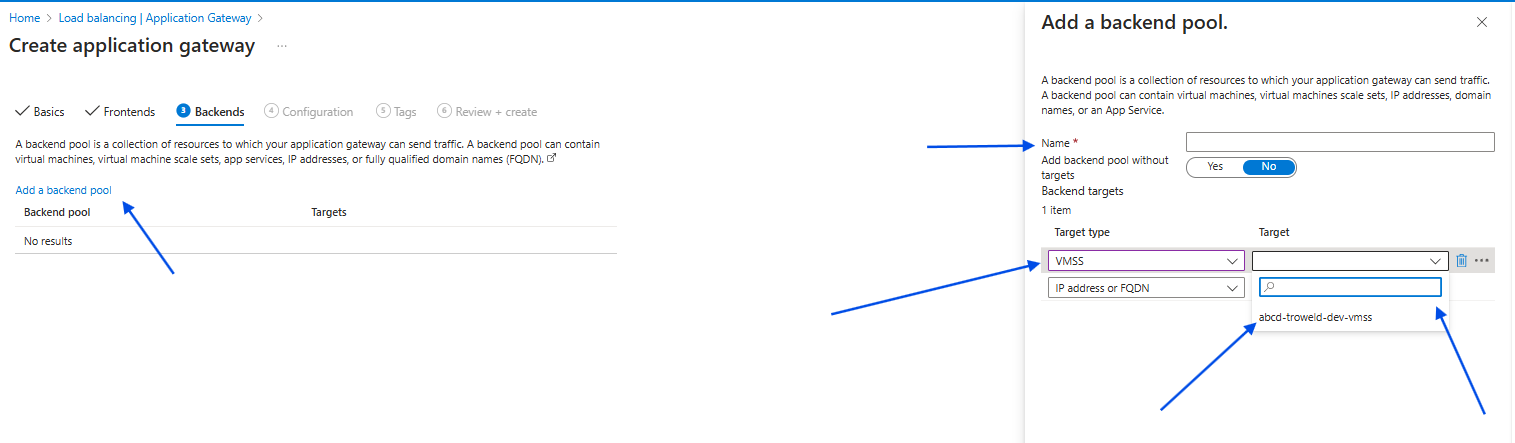 Home > Load balancing | Application Gateway >
Create application gateway ...
Basics Frontends 3 Backends 4 Configuration 5 Tags 6 Review + create
A backend pool is a collection of resources to which your application gateway can send traffic. A backend pool can contain
virtual machines, virtual machine scale sets, app services, IP addresses, or fully qualified domain names (FQDN).
Add a backend pool
Backend pool Targets
No results
Add a backend pool.
A backend pool is a collection of resources to which your application gateway can send traffic.
A backend pool can contain virtual machines, virtual machines scale sets, IP addresses, domain
names, or an App Service.
Name *
Add backend pool without
targets
Yes No
Backend targets
1 item
Target type Target
VMSS
IP address or FQDN
abcd-troweld-dev-vmss